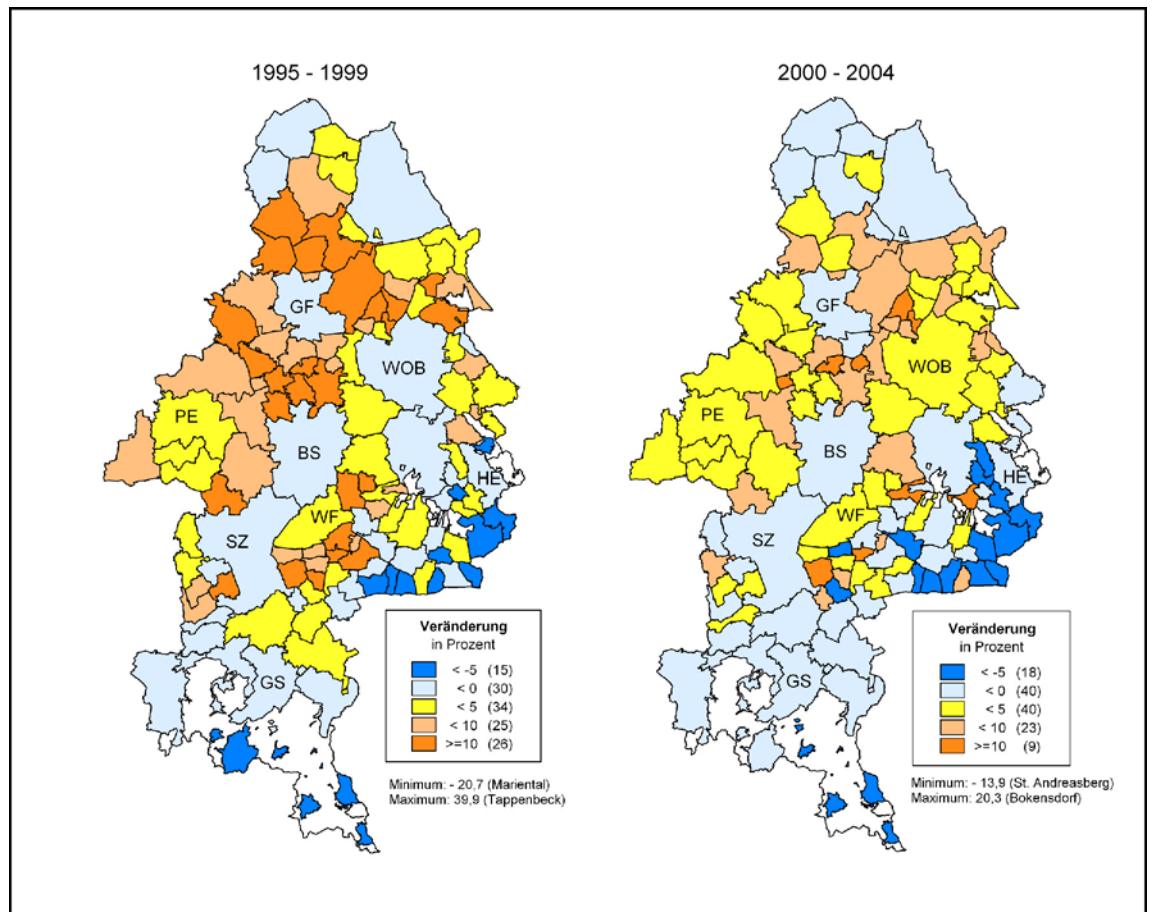 1995 - 1999
GF
WOB
PE
BS
HE
WF
SZ
GS
Veränderung
in Prozent
< -5 (15)
< 0 (30)
< 5 (34)
< 10 (25)
>=10 (26)
Minimum: - 20,7 (Mariental)
Maximum: 39,9 (Tappenbeck)
2000 - 2004
GF
WOB
PE
BS
HE
WF
SZ
GS
Veränderung
in Prozent
< -5 (18)
< 0 (40)
< 5 (40)
< 10 (23)
>=10 (9)
Minimum: - 13,9 (St. Andreasberg)
Maximum: 20,3 (Bokensdorf)